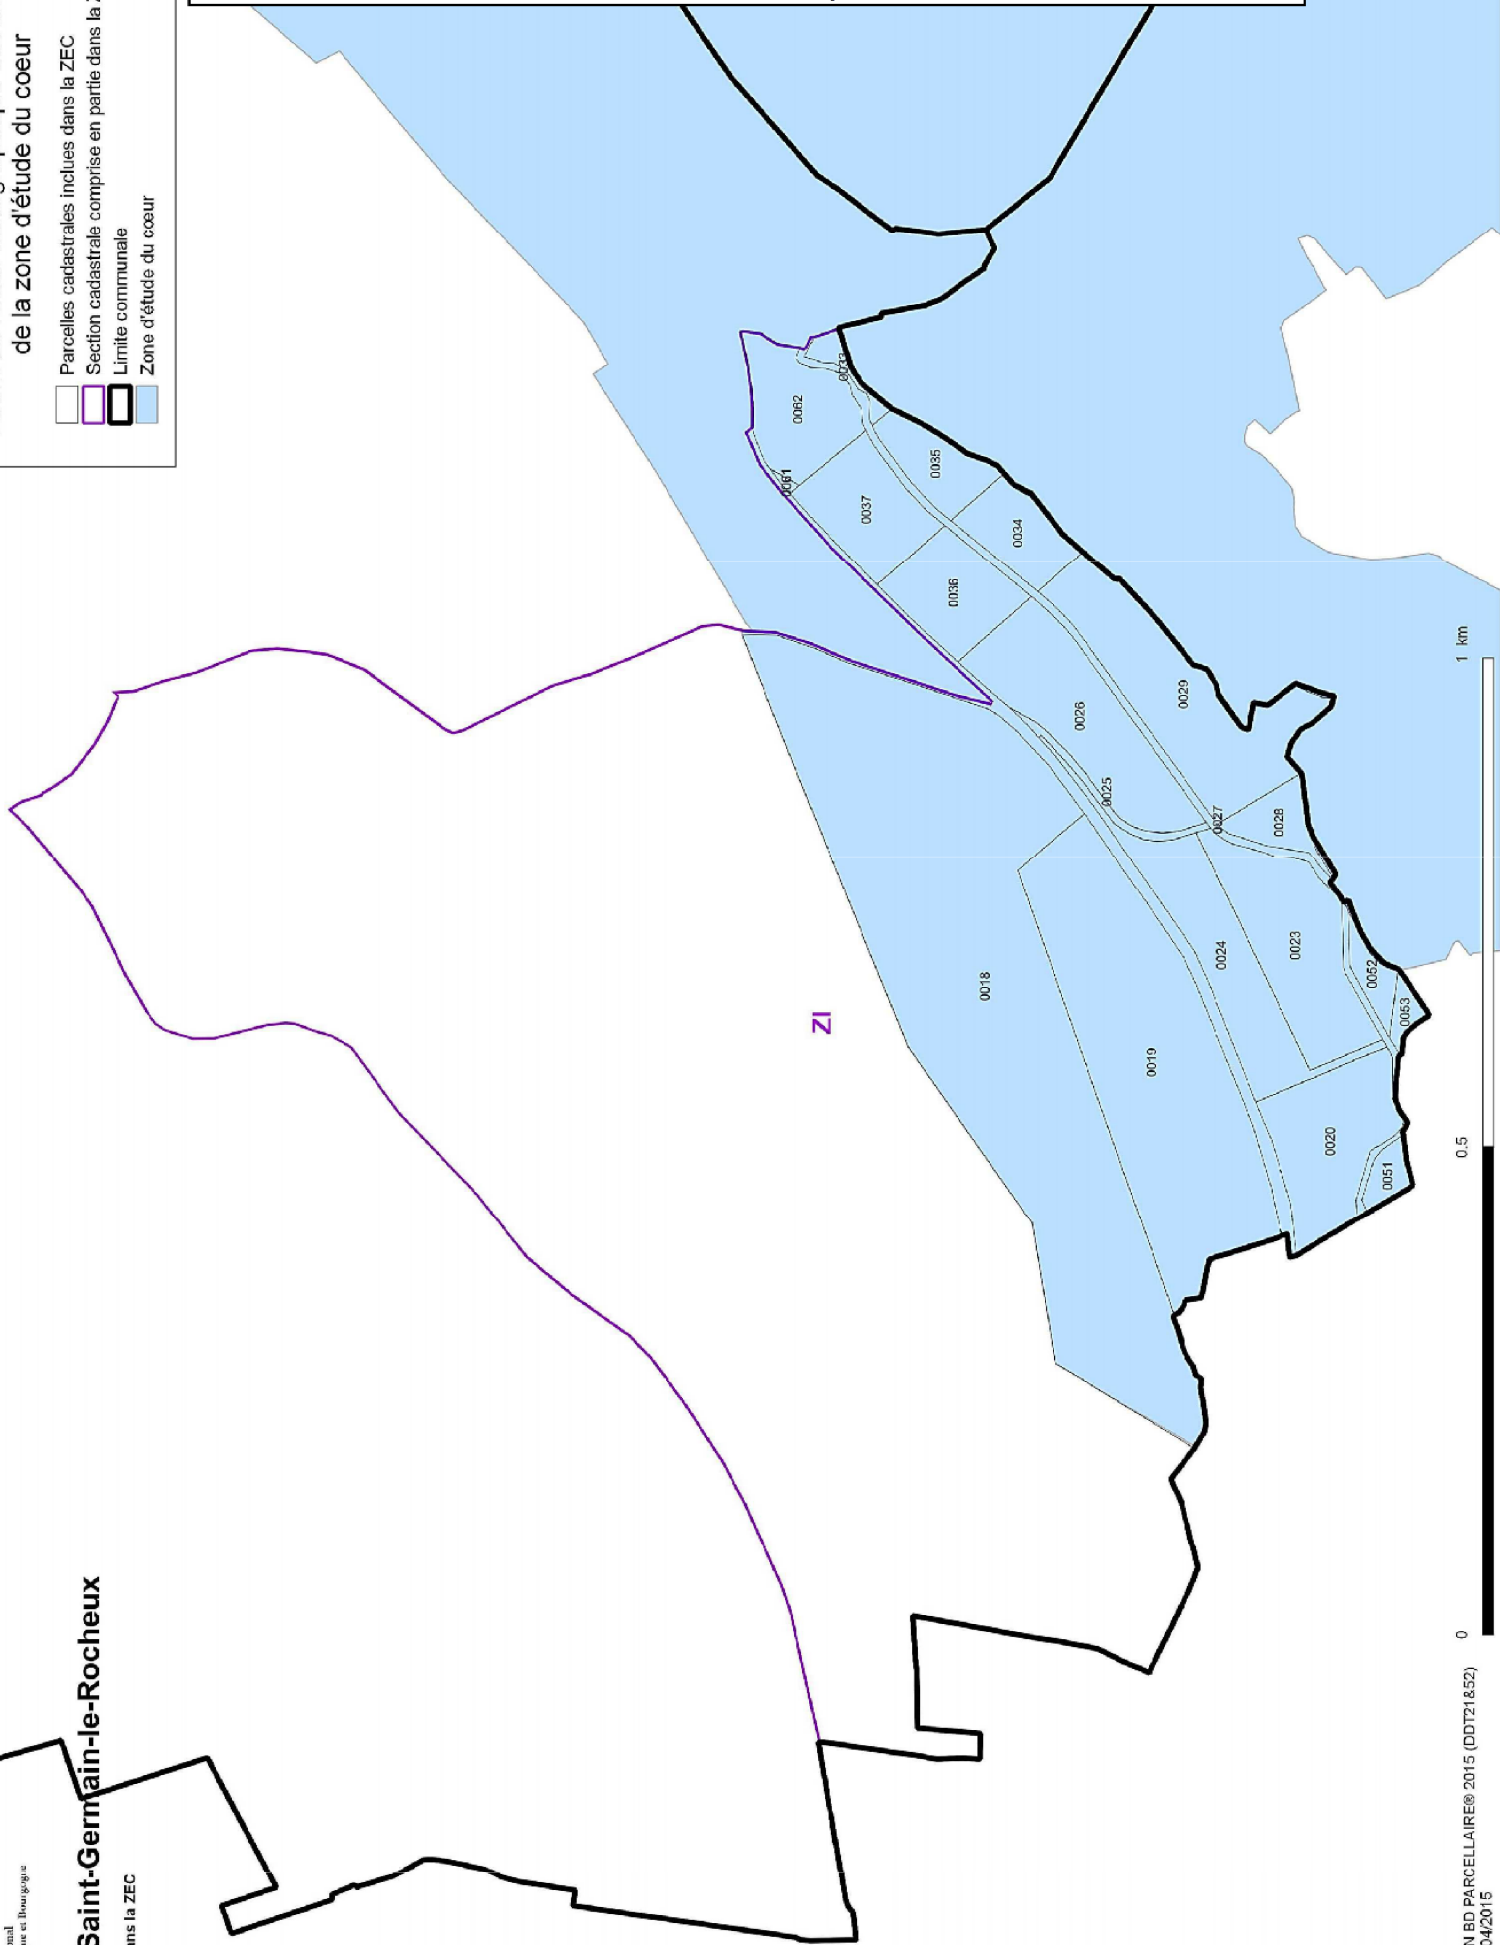 Saint-Germain-le-Rocheux
ans la ZEC
de la zone d'étude du coeur
Parcelles cadastrales inclues dans la ZEC
Section cadastrale comprise en partie dans la
Limite communale
Zone d'étude du cœur
ZI
0062
0033
0061
0035
0037
0034
0036
0029
0026
0025
0027
0028
0018
0024
0023
0052
0053
0019
0020
0051
0 0.5 1 km
N BD PARCELLAIRE® 2015 (DDT21&52)
04/2015